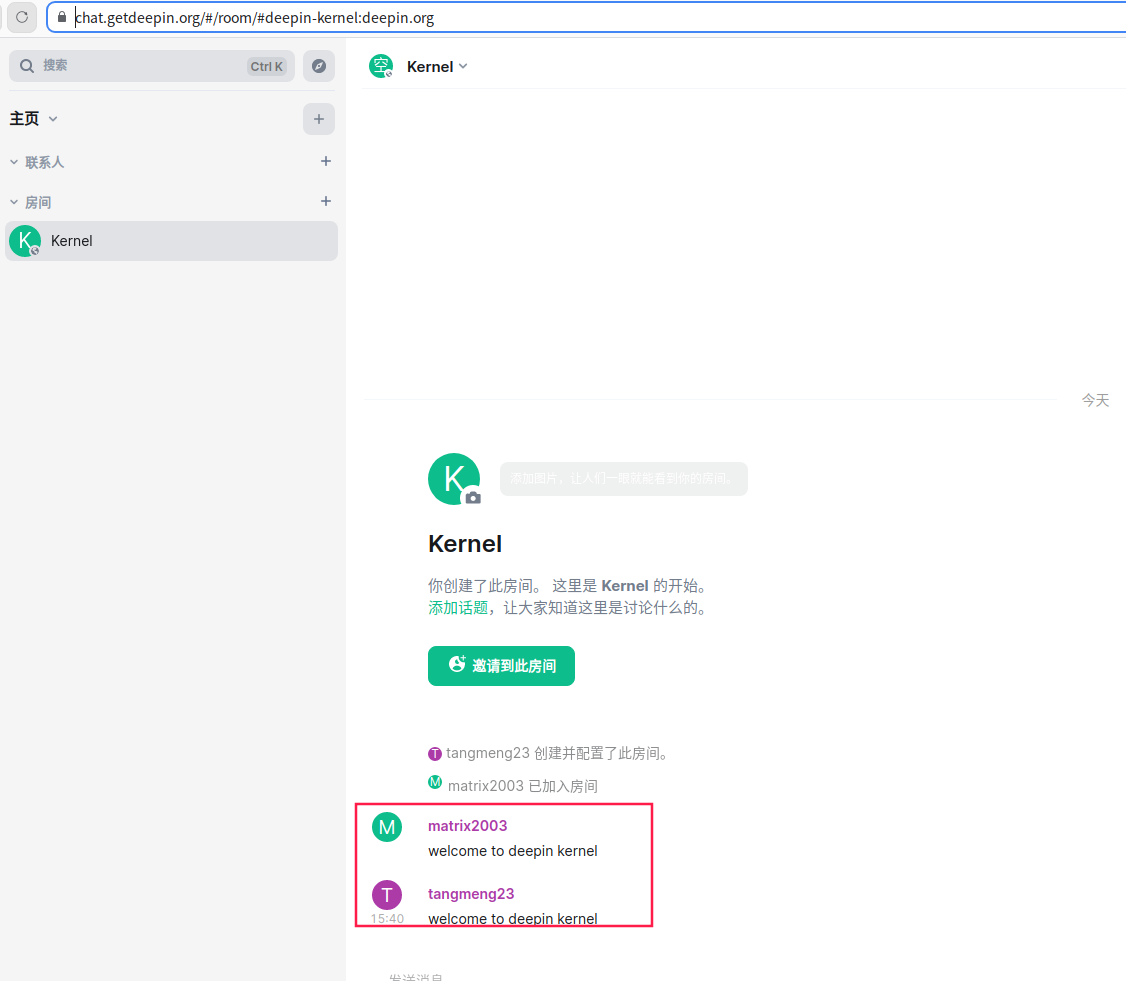 chat.getdeepin.org/#/room/#deepin-kernel:deepin.org
搜索 Ctrl K
空 Kernel
主页
联系人
房间
K Kernel
今天
K 添加图片，让人们一眼就能看到你的房间。
Kernel
你创建了此房间。 这里是 Kernel 的开始。
添加话题，让大家知道这里是讨论什么的。
邀请到此房间
T tangmeng23 创建并配置了此房间。
M matrix2003 已加入房间
M matrix2003
welcome to deepin kernel
T tangmeng23
15:40 welcome to deepin kernel
发送消息